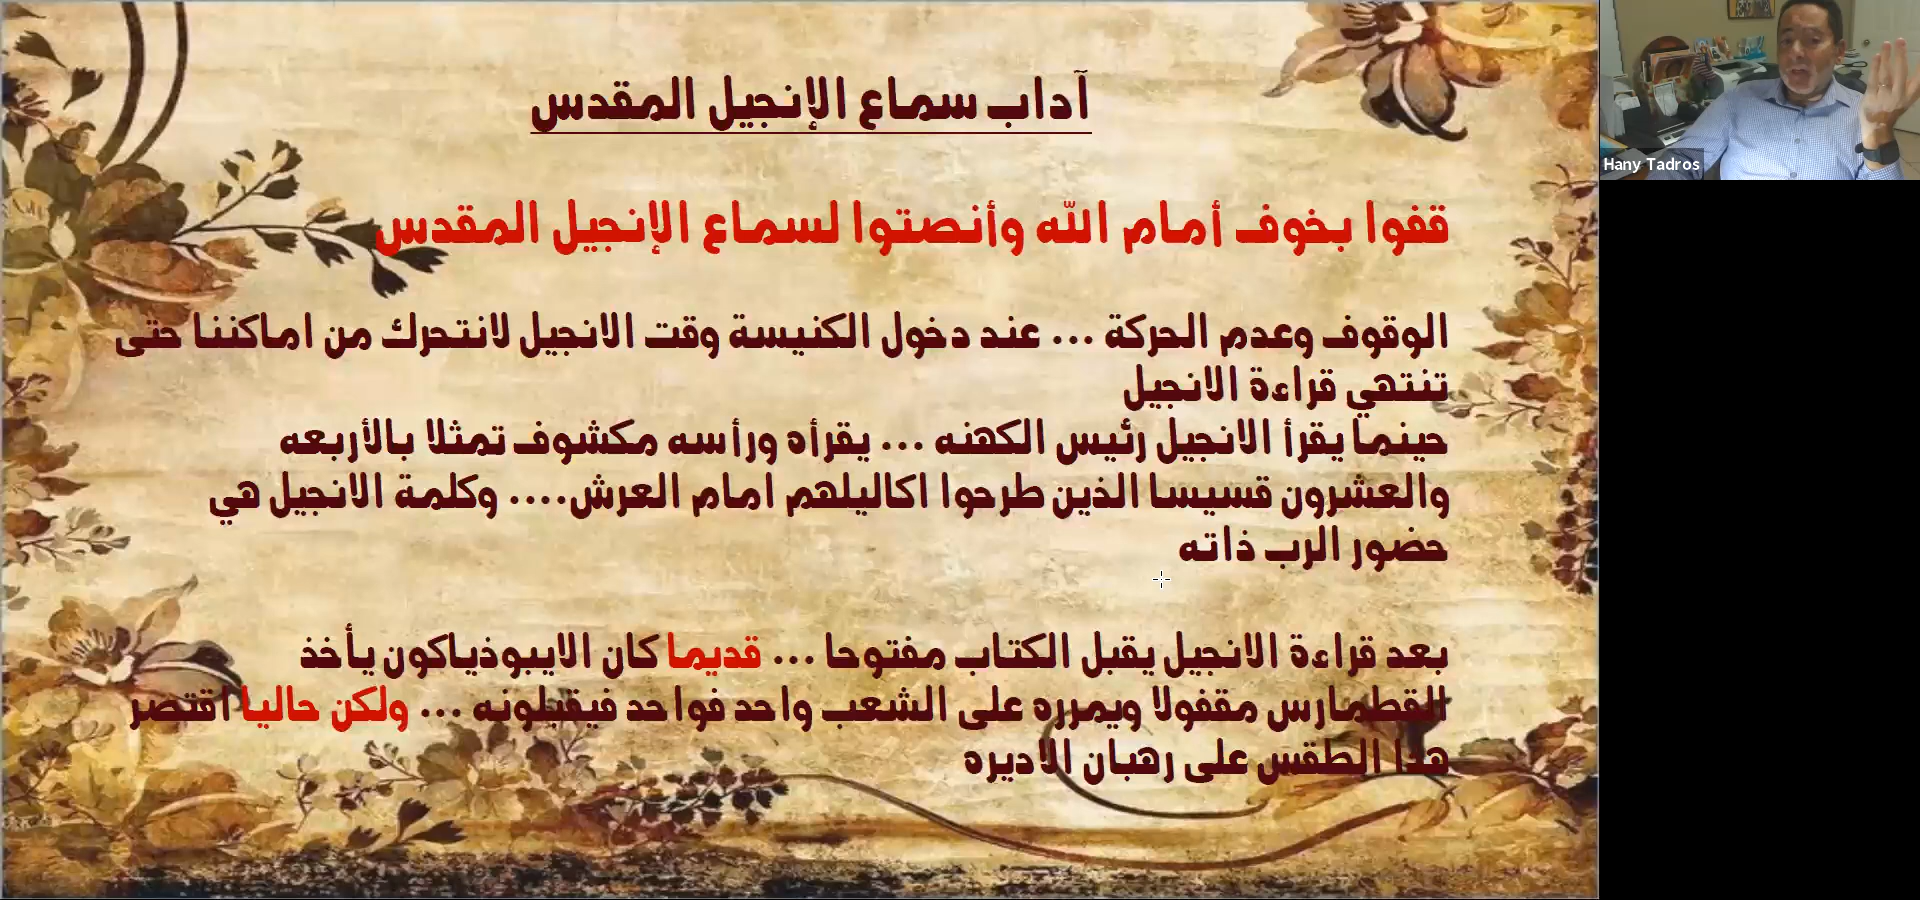 آداب سماع الإنجيل المقدس
قفوا بخوف أمام الله وأنصتوا لسماع الإنجيل المقدس
الوقوف وعدم الحركة ... عند دخول الكنيسة وقت الانجيل لانتحرك من اماكننا حتى
تنتهي قراءة الانجيل
حينما يقرأ الانجيل رئيس الكهنه ... يقرأه ورأسه مكشوف تمثلا بالأربعه
والعشرون قسيسا الذين طرحوا اكاليلهم امام العرش.... وكلمة الانجيل هي
حضور الرب ذاته
بعد قراءة الانجيل يقبل الكتاب مفتوحا ... قديما كان الايبوذياكون يأخذ
القطمارس مقفولا ويمرره على الشعب واحد فواحد فيقبلونه ... ولكن حاليا اقتصر
هذا الطقس على رهبان الاديره
Hany Tadros